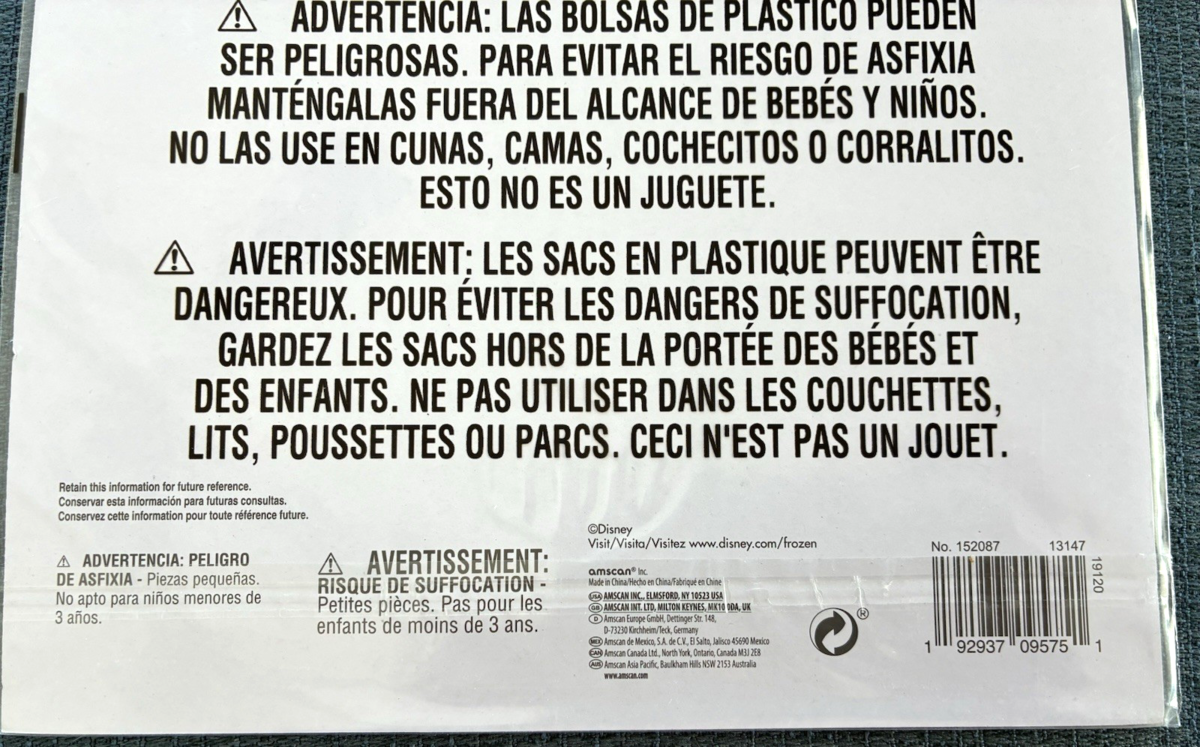 ⚠ ADVERTENCIA: LAS BOLSAS DE PLÁSTICO PUEDEN
SER PELIGROSAS. PARA EVITAR EL RIESGO DE ASFIXIA
MANTÉNGALAS FUERA DEL ALCANCE DE BEBÉS Y NIÑOS.
NO LAS USE EN CUNAS, CAMAS, COCHECITOS O CORRALITOS.
ESTO NO ES UN JUGUETE.
⚠ AVERTISSEMENT: LES SACS EN PLASTIQUE PEUVENT ÊTRE
DANGEREUX. POUR ÉVITER LES DANGERS DE SUFFOCATION,
GARDEZ LES SACS HORS DE LA PORTÉE DES BÉBÉS ET
DES ENFANTS. NE PAS UTILISER DANS LES COUCHETTES,
LITS, POUSSETTES OU PARCS. CECI N'EST PAS UN JOUET.
Retain this information for future reference.
Conservar esta información para futuras consultas.
Conservez cette information pour toute référence future.
⚠ ADVERTENCIA: PELIGRO
DE ASFIXIA - Piezas pequeñas.
No apto para niños menores de
3 años.
⚠ AVERTISSEMENT:
RISQUE DE SUFFOCATION -
Petites pièces. Pas pour les
enfants de moins de 3 ans.
©Disney
Visit/Visita/Visitez www.disney.com/frozen
amscan® Inc.
Made in China/Hecho en China/Fabriqué en Chine
USA AMSCAN INC., ELMSFORD, NY 10523 USA
GB AMSCAN INT. LTD, MILTON KEYNES, MK10 0DA, UK
D Amscan Europe GmbH, Dettinger Str. 148,
D-73230 Kirchheim/Teck, Germany
MEX Amscan de Mexico, S.A. de C.V., El Salto, Jalisco 45690 Mexico
CAN Amscan Canada Ltd., North York, Ontario, Canada M3J 2E8
AUS Amscan Asia Pacific, Baulkham Hills NSW 2153 Australia
www.amscan.com
®
No. 152087 13147
19120
1 92937 09575 1